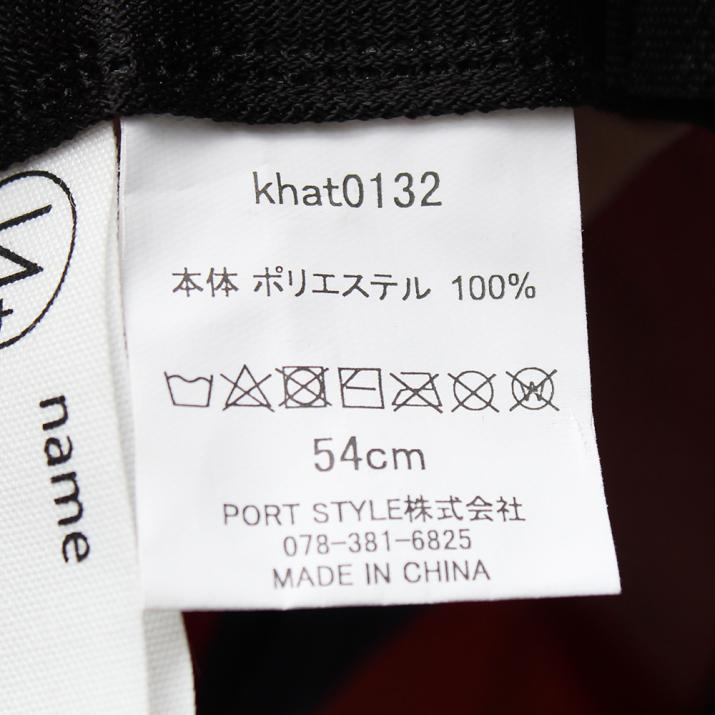 khat0132
本体 ポリエステル 100%
54cm
PORT STYLE株式会社
078-381-6825
MADE IN CHINA
name